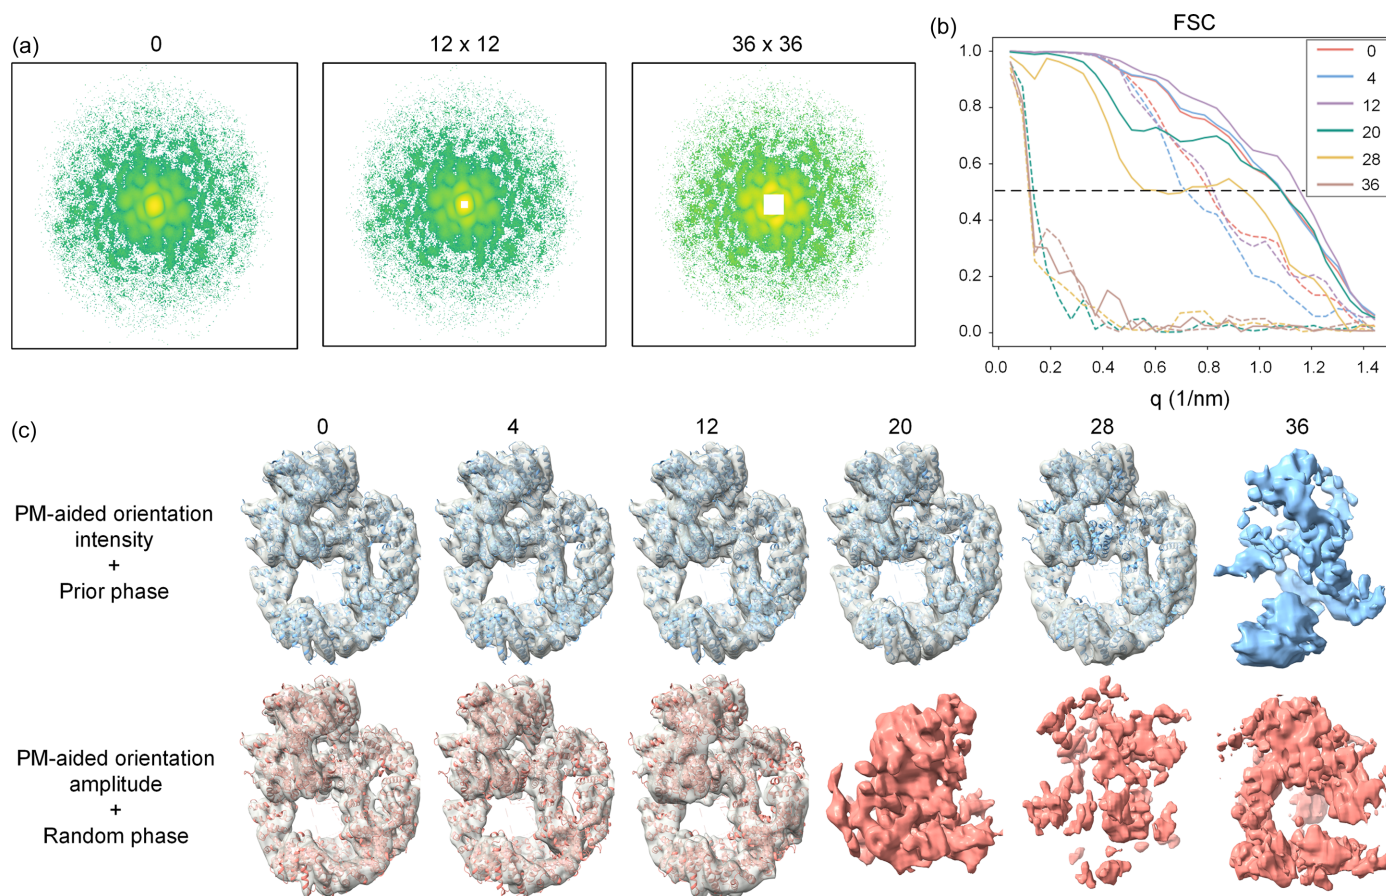 (a)
0
12 x 12
36 x 36
(b)
FSC
1.0
0.8
0.6
0.4
0.2
0.0
0
4
12
20
28
36
0.0 0.2 0.4 0.6 0.8 1.0 1.2 1.4
q (1/nm)
(c)
0 4 12 20 28 36
PM-aided orientation
intensity
+
Prior phase
PM-aided orientation
amplitude
+
Random phase